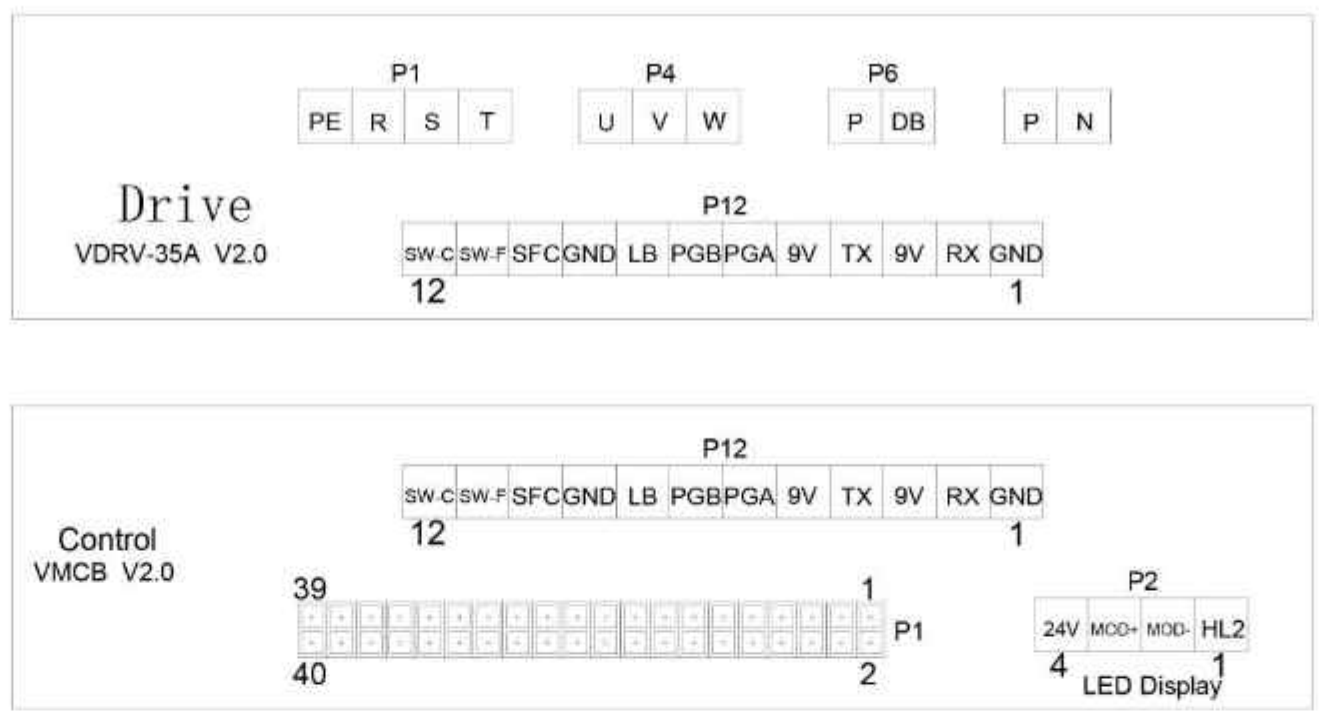 P1 P4 P6
PE R S T U V W P DB P N
Drive
VDRV-35A V2.0
P12
SW-C SW-F SFC GND LB PGB PGA 9V TX 9V RX GND
12 1
P12
SW-C SW-F SFC GND LB PGB PGA 9V TX 9V RX GND
12 1
Control
VMCB V2.0
39 1
P1
40 2
P2
24V MOD+ MOD- HL2
4 1
LED Display